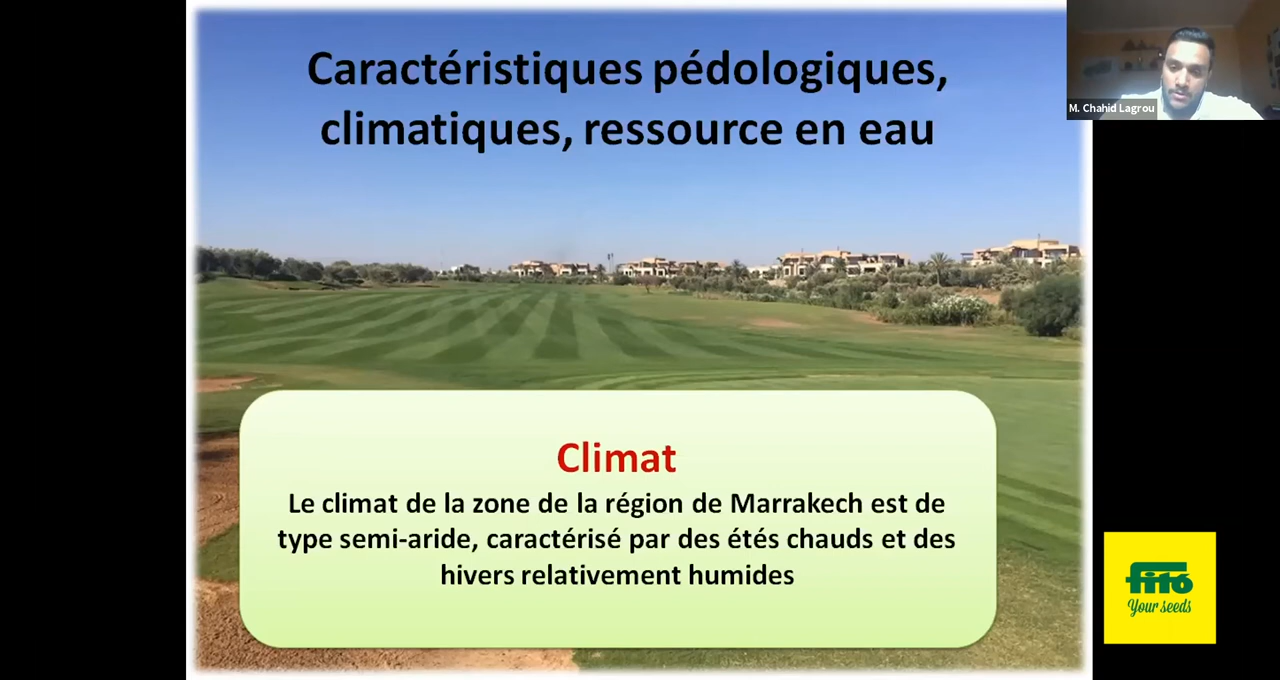 Caractéristiques pédologiques,
climatiques, ressource en eau
M. Chahid Lagrou
Climat
Le climat de la zone de la région de Marrakech est de
type semi-aride, caractérisé par des étés chauds et des
hivers relativement humides
fitó
Your seeds